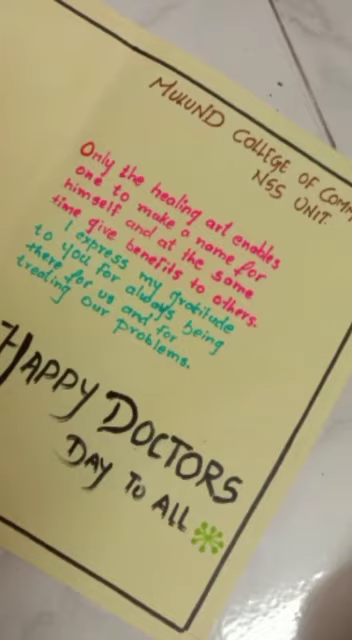 MULUND COLLEGE OF COMM
NSS UNIT.
Only the healing art enables
one to make a name for
himself and at the same
time give benefits to others.
I express my gratitude
to you for always being
there for us and for
treating our problems.
HAPPY DOCTORS
DAY TO ALL